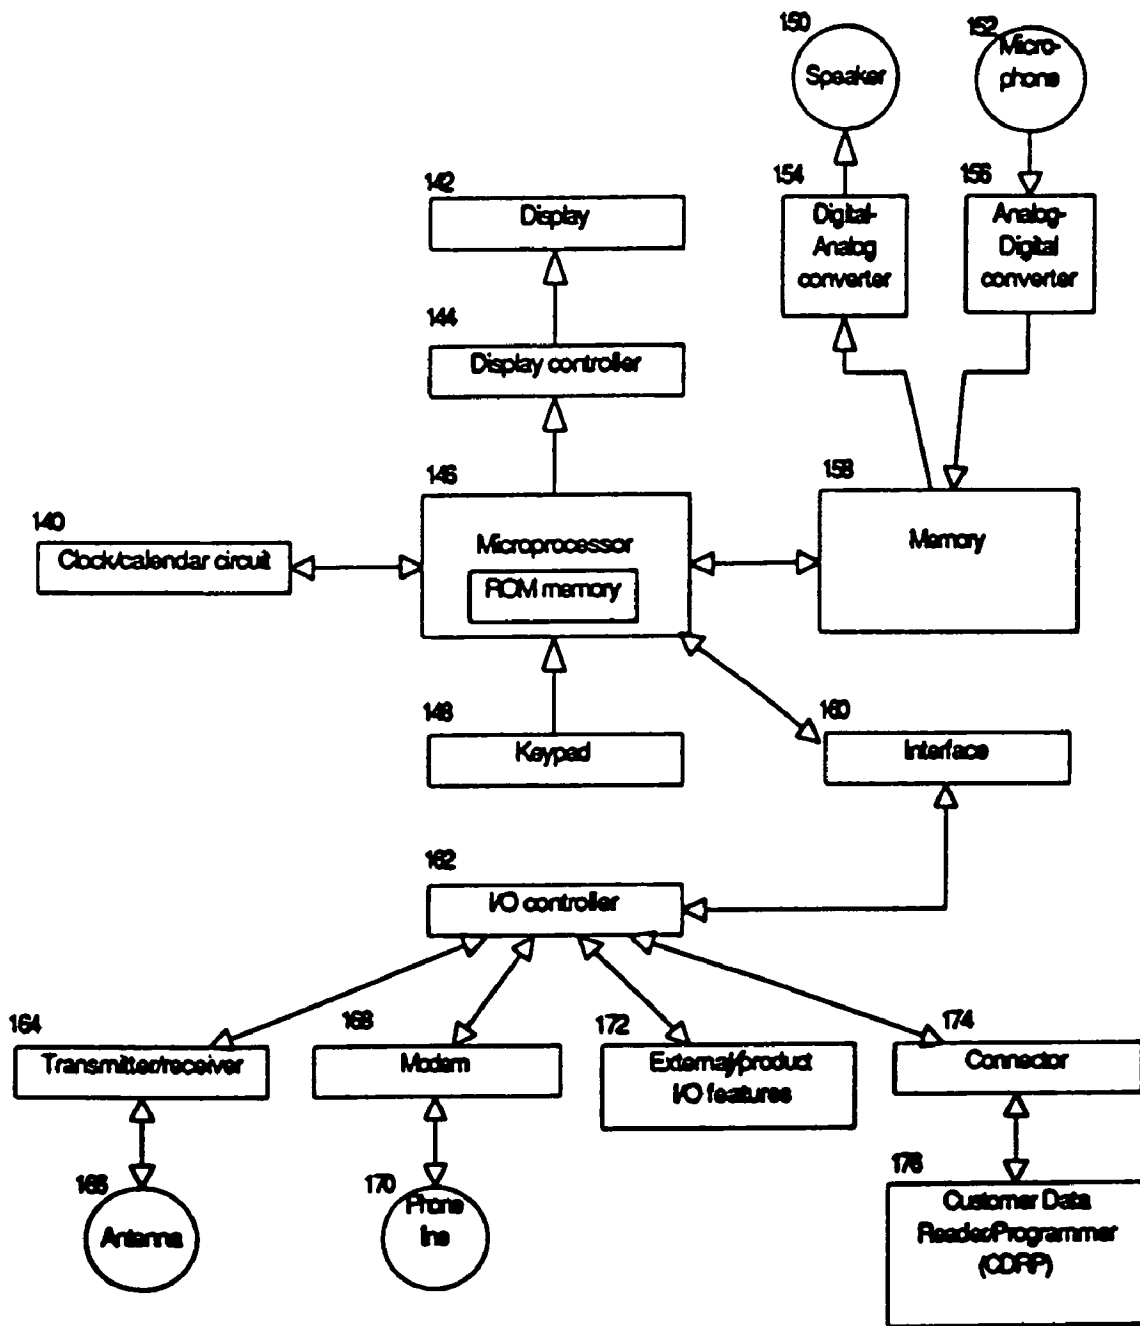 150
Speaker
152
Micro-
phone
154
Digital-
Analog
converter
156
Analog-
Digital
converter
142
Display
144
Display controller
146
Microprocessor
ROM memory
158
Memory
140
Clock/calendar circuit
148
Keypad
160
Interface
162
I/O controller
164
Transmitter/receiver
168
Modem
172
External/product
I/O features
174
Connector
166
Antenna
170
Phone
line
176
Customer Data
Reader/Programmer
(CDRP)